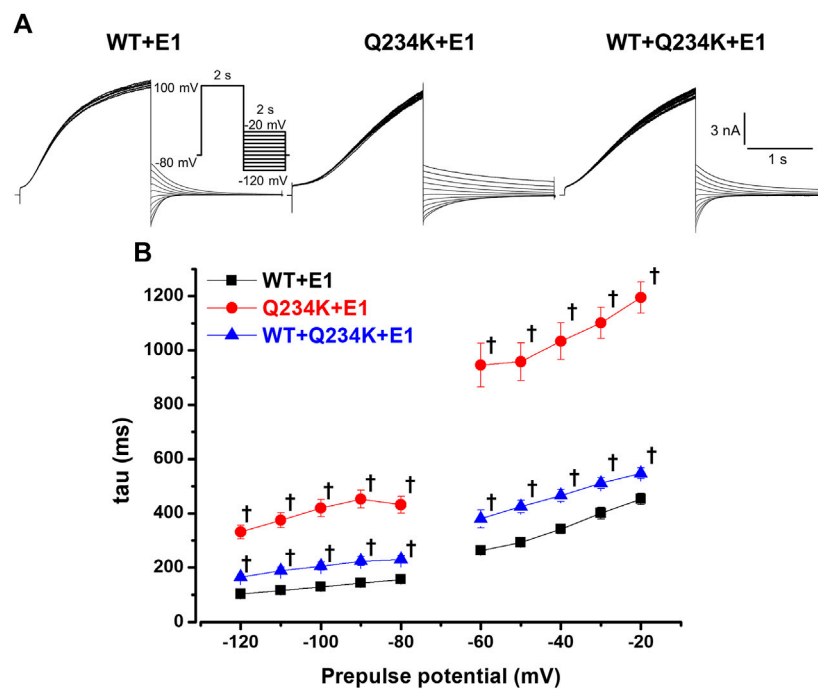 A
WT+E1 Q234K+E1 WT+Q234K+E1
100 mV
2 s
2 s
-20 mV
-80 mV
-120 mV
3 nA
1 s
B
WT+E1
Q234K+E1
WT+Q234K+E1
† † † † †
† † † † †
† † † † †
† † † † †
1200
1000
800
600
400
200
0
tau (ms)
-120 -100 -80 -60 -40 -20
Prepulse potential (mV)